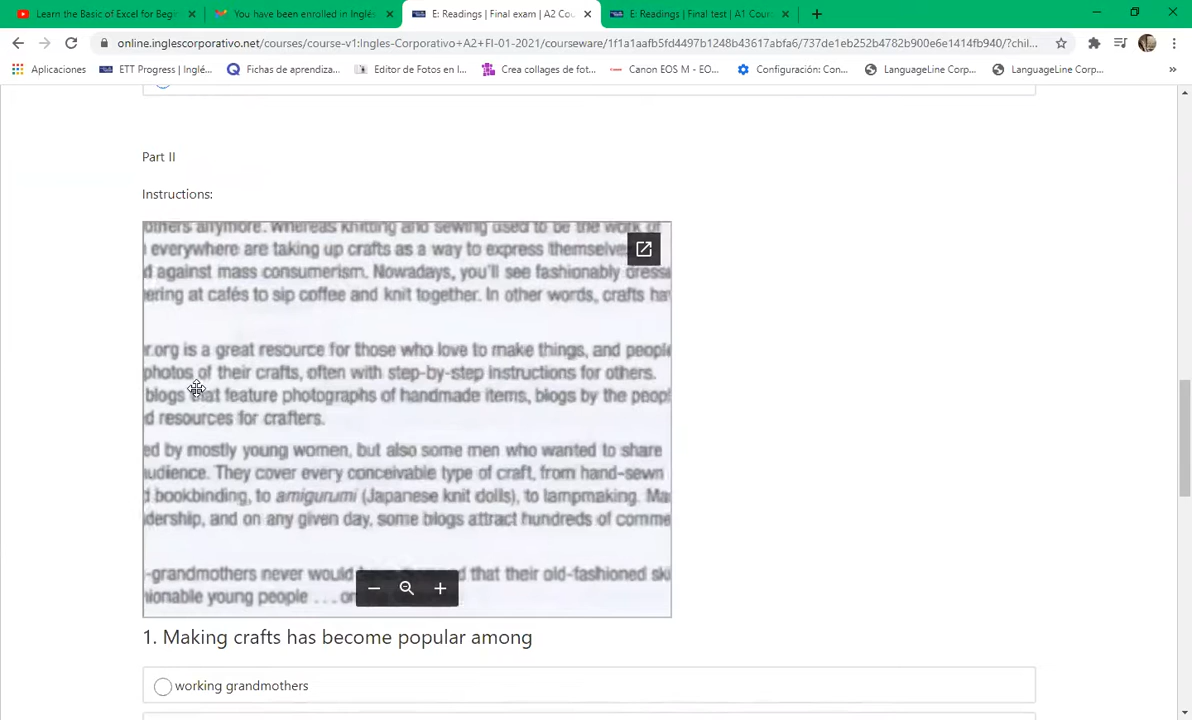 Learn the Basic of Excel for Begi
You have been enrolled in Inglés
E: Readings | Final exam | A2 Cou
E: Readings | Final test | A1 Cour
online.inglescorporativo.net/courses/course-v1:Ingles-Corporativo+A2+FI-01-2021/courseware/1f1a1aafb5fd4497b1248b43617abfa6/737de1eb252b4782b900e6e1414fb940/?chil...
Aplicaciones
ETT Progress | Inglé...
Fichas de aprendiza...
Editor de Fotos en l...
Crea collages de fot...
Canon EOS M - EO...
Configuración: Con...
LanguageLine Corp...
LanguageLine Corp...
»
Part II
Instructions:
others anymore. Whereas knitting and sewing used to be the work of
everywhere are taking up crafts as a way to express themselve
d against mass consumerism. Nowadays, you'll see fashionably dresse
ering at cafés to sip coffee and knit together. In other words, crafts ha
r.org is a great resource for those who love to make things, and people
photos of their crafts, often with step-by-step instructions for others.
blogs that feature photographs of handmade items, blogs by the peop
d resources for crafters.
ed by mostly young women, but also some men who wanted to share
udience. They cover every conceivable type of craft, from hand-sewn
d bookbinding, to amigurumi (Japanese knit dolls), to lampmaking. Ma
dership, and on any given day, some blogs attract hundreds of comme
-grandmothers never would d that their old-fashioned sk
hionable young people ... o
1. Making crafts has become popular among
working grandmothers